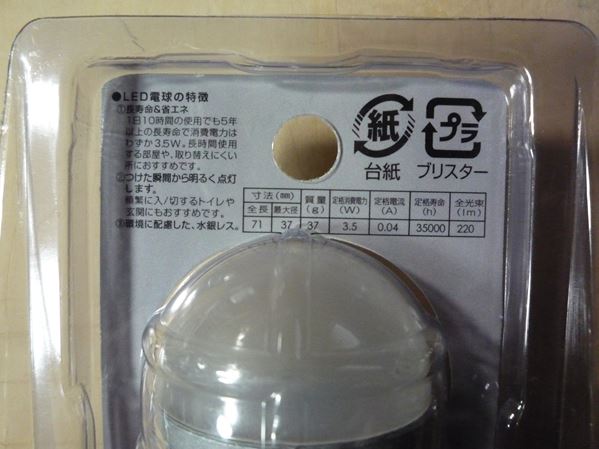 ●LED電球の特徴
①長寿命&省エネ
1日10時間の使用でも5年
以上の長寿命で消費電力は
わずか3.5W。長時間使用
する部屋や、取り替えにくい
所におすすめです。
②つけた瞬間から明るく点灯
します。
頻繁に入/切するトイレや
玄関にもおすすめです。
③環境に配慮した、水銀レス。
紙
台紙
プラ
ブリスター
寸法(mm) 質量(g) 定格消費電力(W) 定格電流(A) 定格寿命(h) 全光束(lm)
全長 最大径
71 37 37 3.5 0.04 35000 220